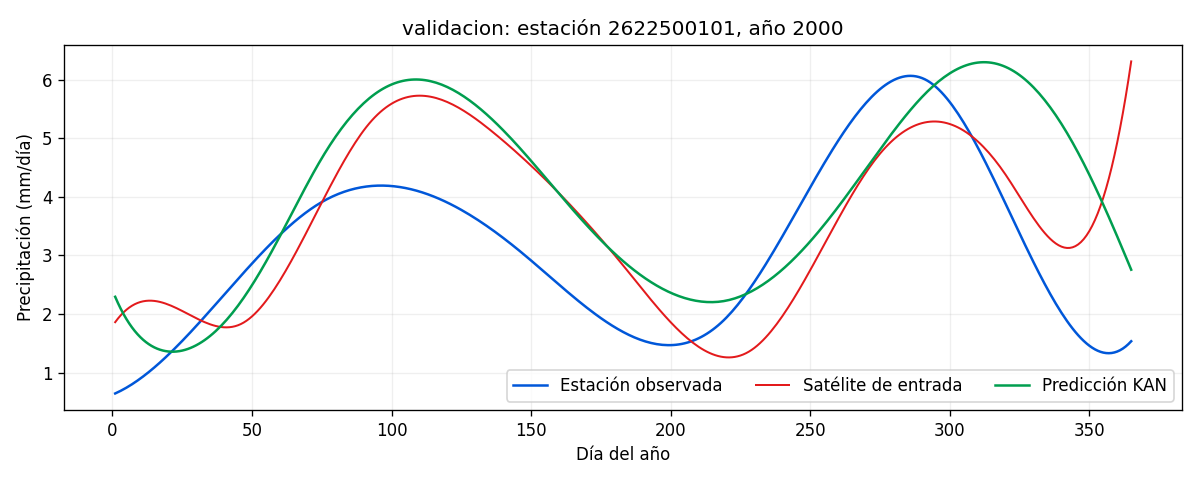 validacion: estación 2622500101, año 2000
Precipitación (mm/día)
6
5
4
3
2
1
Estación observada
Satélite de entrada
Predicción KAN
0 50 100 150 200 250 300 350
Día del año